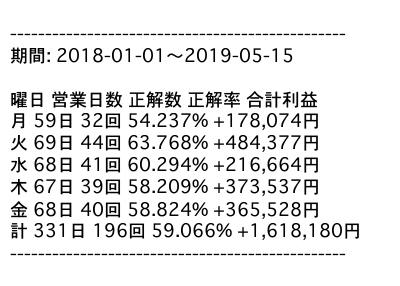 ------------------------------------------------
期間: 2018-01-01～2019-05-15
曜日 営業日数 正解数 正解率 合計利益
月 59日 32回 54.237% +178,074円
火 69日 44回 63.768% +484,377円
水 68日 41回 60.294% +216,664円
木 67日 39回 58.209% +373,537円
金 68日 40回 58.824% +365,528円
計 331日 196回 59.066% +1,618,180円
------------------------------------------------